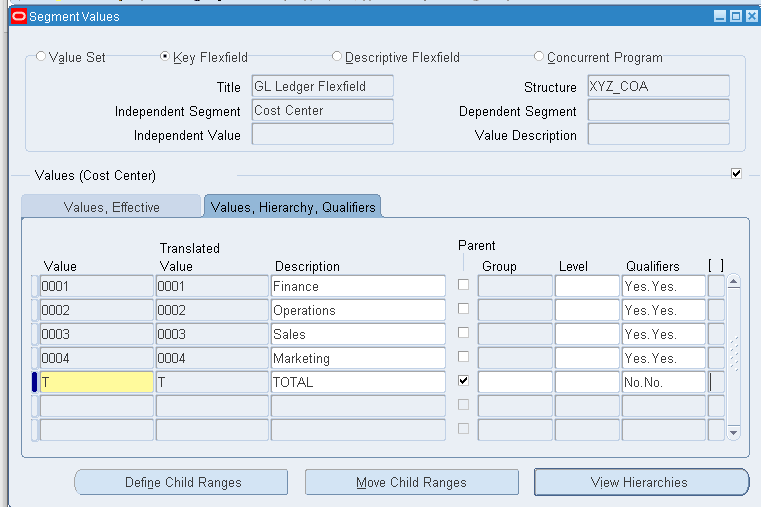 Segment Values
Value Set Key Flexfield Descriptive Flexfield Concurrent Program
Title GL Ledger Flexfield Structure XYZ_COA
Independent Segment Cost Center Dependent Segment
Independent Value Value Description
Values (Cost Center)
Values, Effective Values, Hierarchy, Qualifiers
Translated Parent
Value Value Description Group Level Qualifiers [ ]
0001 0001 Finance Yes.Yes.
0002 0002 Operations Yes.Yes.
0003 0003 Sales Yes.Yes.
0004 0004 Marketing Yes.Yes.
T T TOTAL No.No.
Define Child Ranges Move Child Ranges View Hierarchies